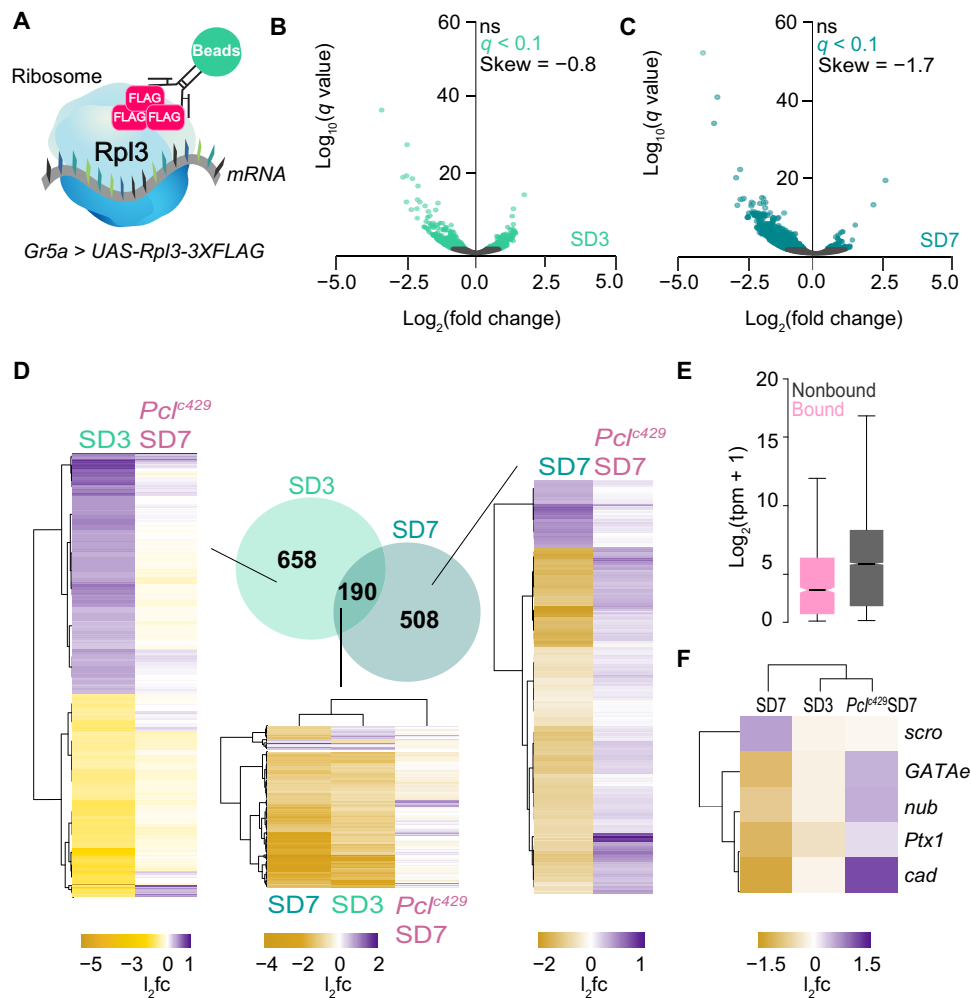 A
Beads
Ribosome
FLAG
FLAG
FLAG
Rpl3
mRNA
Gr5a > UAS-Rpl3-3XFLAG
B
Log10(q value)
60
40
20
ns
q < 0.1
Skew = −0.8
SD3
−5.0
−2.5
0.0
2.5
5.0
Log2(fold change)
C
Log10(q value)
60
40
20
ns
q < 0.1
Skew = −1.7
SD7
−5.0
−2.5
0.0
2.5
5.0
Log2(fold change)
D
SD3
Pclc429
SD7
SD3
658
190
SD7
508
SD7
Pclc429
SD7
SD7
SD3
Pclc429
SD7
−5
−3
0
1
l2fc
−4
−2
0
2
l2fc
−2
0
1
l2fc
E
Log2(tpm + 1)
20
15
10
5
0
Nonbound
Bound
F
SD7
SD3
Pclc429SD7
scro
GATAe
nub
Ptx1
cad
−1.5
0
1.5
l2fc